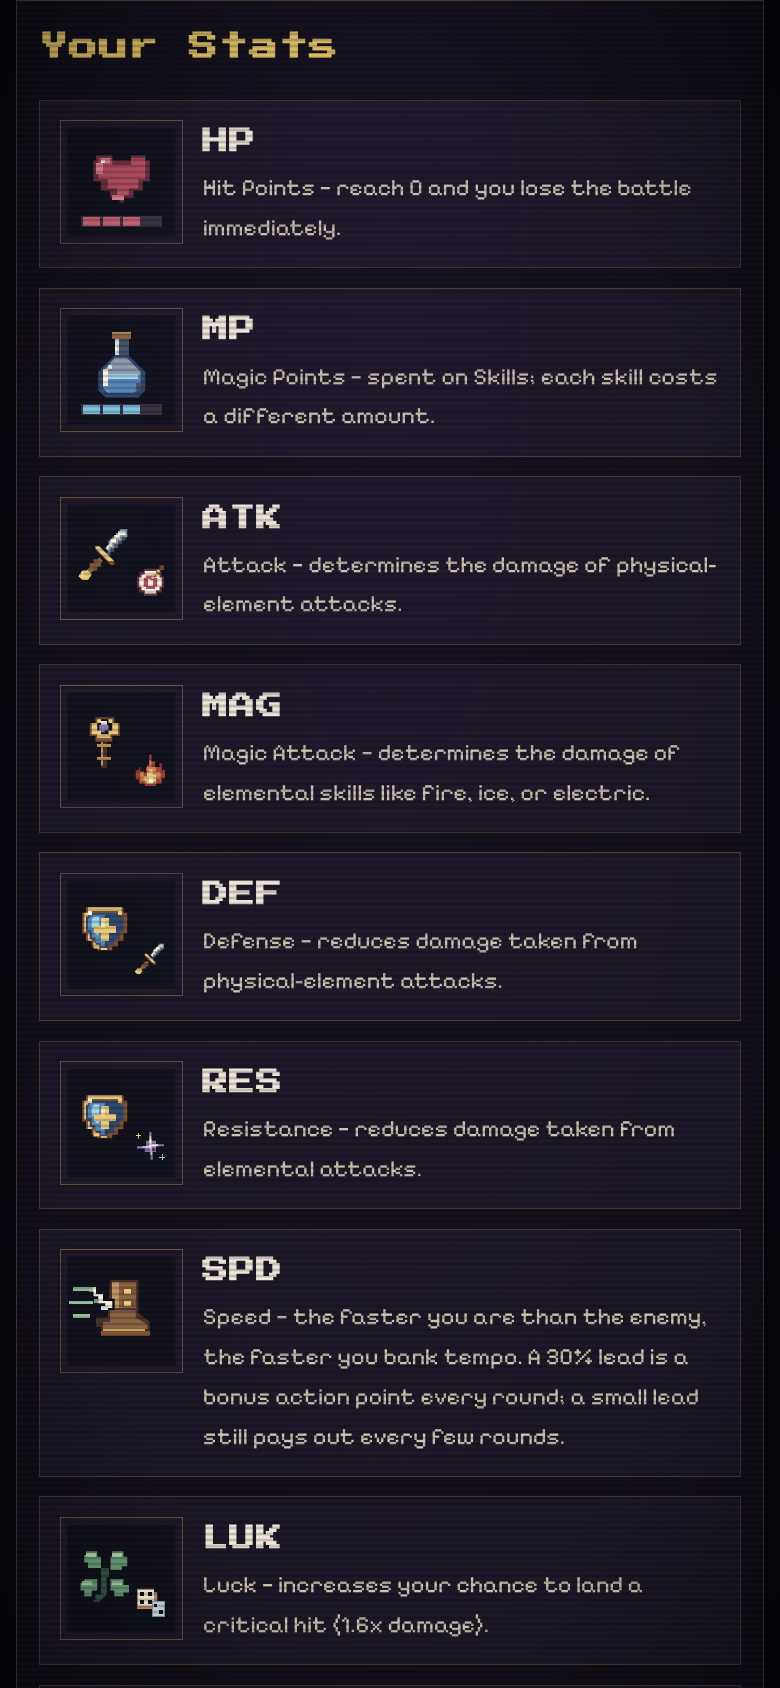 Your Stats
HP
Hit Points - reach 0 and you lose the battle
immediately.
MP
Magic Points - spent on Skills; each skill costs
a different amount.
ATK
Attack - determines the damage of physical-
element attacks.
MAG
Magic Attack - determines the damage of
elemental skills like fire, ice, or electric.
DEF
Defense - reduces damage taken from
physical-element attacks.
RES
Resistance - reduces damage taken from
elemental attacks.
SPD
Speed - the faster you are than the enemy,
the faster you bank tempo. A 30% lead is a
bonus action point every round; a small lead
still pays out every few rounds.
LUK
Luck - increases your chance to land a
critical hit (1.6x damage).